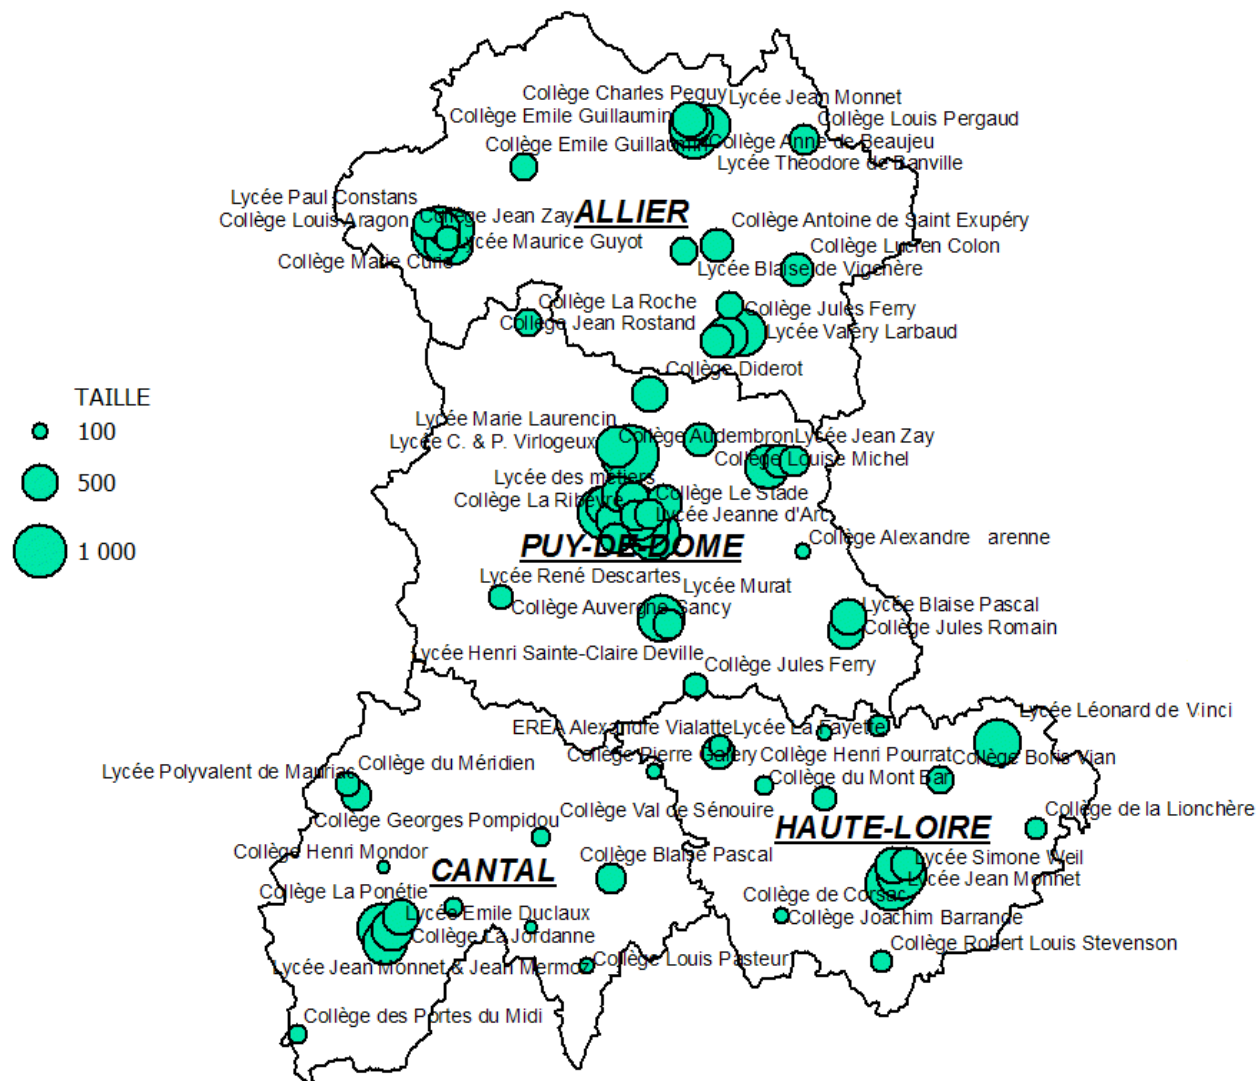 Collège Charles Peguy
Lycée Jean Monnet
Collège Emile Guillaumin
Collège Louis Pergaud
Collège Emile Guillaumin
Collège Anne de Beaujeu
Lycée Théodore de Banville
Lycée Paul Constans
Collège Louis Aragon
Collège Jean Zay
ALLIER
Collège Antoine de Saint Exupéry
Lycée Maurice Guyot
Collège Lucien Colon
Collège Marie Curie
Lycée Blaise de Vigenère
Collège La Roche
Collège Jules Ferry
Collège Jean Rostand
Lycée Valéry Larbaud
Collège Diderot
TAILLE
100
500
1 000
Lycée Marie Laurencin
Lycée C. & P. Virlogeux
Collège Audembron
Lycée Jean Zay
Collège Louise Michel
Lycée des métiers
Collège La Ribeyre
Collège Le Stade
Lycée Jeanne d'Arc
PUY-DE-DOME
Collège Alexandre arenne
Lycée René Descartes
Lycée Murat
Collège Auvergne Sancy
Lycée Blaise Pascal
Collège Jules Romain
Lycée Henri Sainte-Claire Deville
Collège Jules Ferry
Lycée Léonard de Vinci
EREA Alexandre Vialatte
Lycée La Fayette
Collège Pierre Galéry
Collège Henri Pourrat
Collège Boris Vian
Collège du Méridien
Lycée Polyvalent de Mauriac
Collège du Mont Bar
Collège Val de Sénouire
Collège de la Lionchère
Collège Georges Pompidou
HAUTE-LOIRE
Collège Henri Mondor
Collège Blaise Pascal
Lycée Simone Weil
CANTAL
Lycée Jean Monnet
Collège La Ponétie
Collège de Corsac
Lycée Emile Duclaux
Collège Joachim Barrande
Collège La Jordanne
Collège Robert Louis Stevenson
Lycée Jean Monnet & Jean Mermoz
Collège Louis Pasteur
Collège des Portes du Midi